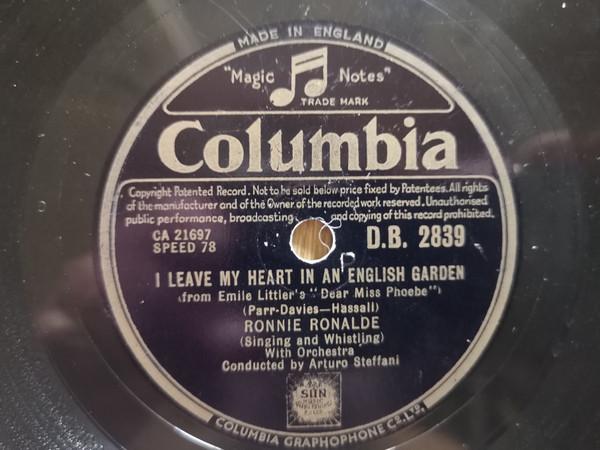 MADE IN ENGLAND
"Magic Notes"
TRADE MARK
Columbia
Copyright Patented Record. Not to be sold below price fixed by Patentees. All rights
of the manufacturer and of the Owner of the recorded work reserved. Unauthorised
public performance, broadcasting and copying of this record prohibited.
CA 21697 D.B. 2839
SPEED 78
I LEAVE MY HEART IN AN ENGLISH GARDEN
(from Emile Littler's "Dear Miss Phoebe")
(Parr-Davies—Hassall)
RONNIE RONALDE
(Singing and Whistling)
With Orchestra
Conducted by Arturo Steffani
SUN
COLUMBIA GRAPHOPHONE CO. LTD.